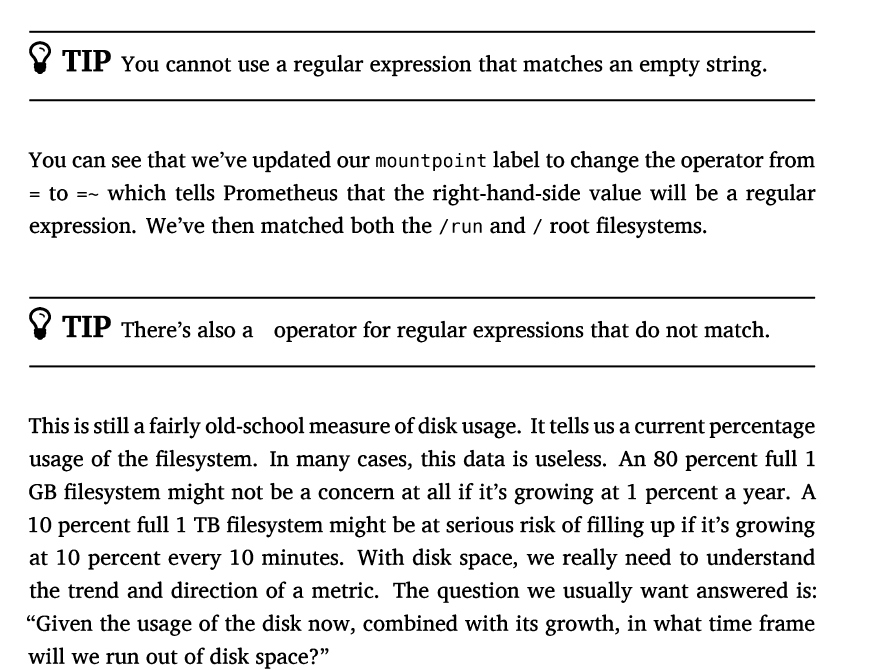 TIP You cannot use a regular expression that matches an empty string.
You can see that we’ve updated our mountpoint label to change the operator from
= to =~ which tells Prometheus that the right-hand-side value will be a regular
expression. We’ve then matched both the /run and / root filesystems.
TIP There’s also a operator for regular expressions that do not match.
This is still a fairly old-school measure of disk usage. It tells us a current percentage
usage of the filesystem. In many cases, this data is useless. An 80 percent full 1
GB filesystem might not be a concern at all if it’s growing at 1 percent a year. A
10 percent full 1 TB filesystem might be at serious risk of filling up if it’s growing
at 10 percent every 10 minutes. With disk space, we really need to understand
the trend and direction of a metric. The question we usually want answered is:
“Given the usage of the disk now, combined with its growth, in what time frame
will we run out of disk space?”